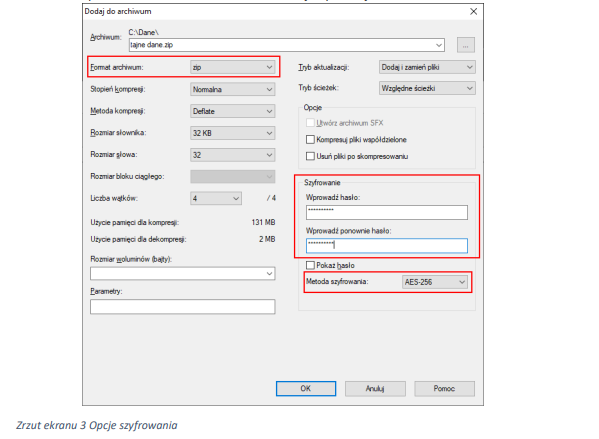 Dodaj do archiwum
Archiwum: C:\Dane\
tajne dane.zip
...
Format archiwum: zip
Stopień kompresji: Normalna
Metoda kompresji: Deflate
Rozmiar słownika: 32 KB
Rozmiar słowa: 32
Rozmiar bloku ciągłego:
Liczba wątków: 4 / 4
Użycie pamięci dla kompresji: 131 MB
Użycie pamięci dla dekompresji: 2 MB
Rozmiar woluminów (bajty):
Parametry:
Tryb aktualizacji: Dodaj i zamień pliki
Tryb ścieżek: Względne ścieżki
Opcje
Utwórz archiwum SFX
Kompresuj pliki współdzielone
Usuń pliki po skompresowaniu
Szyfrowanie
Wprowadź hasło:
**********
Wprowadź ponownie hasło:
**********
Pokaż hasło
Metoda szyfrowania: AES-256
OK Anuluj Pomoc
Zrzut ekranu 3 Opcje szyfrowania